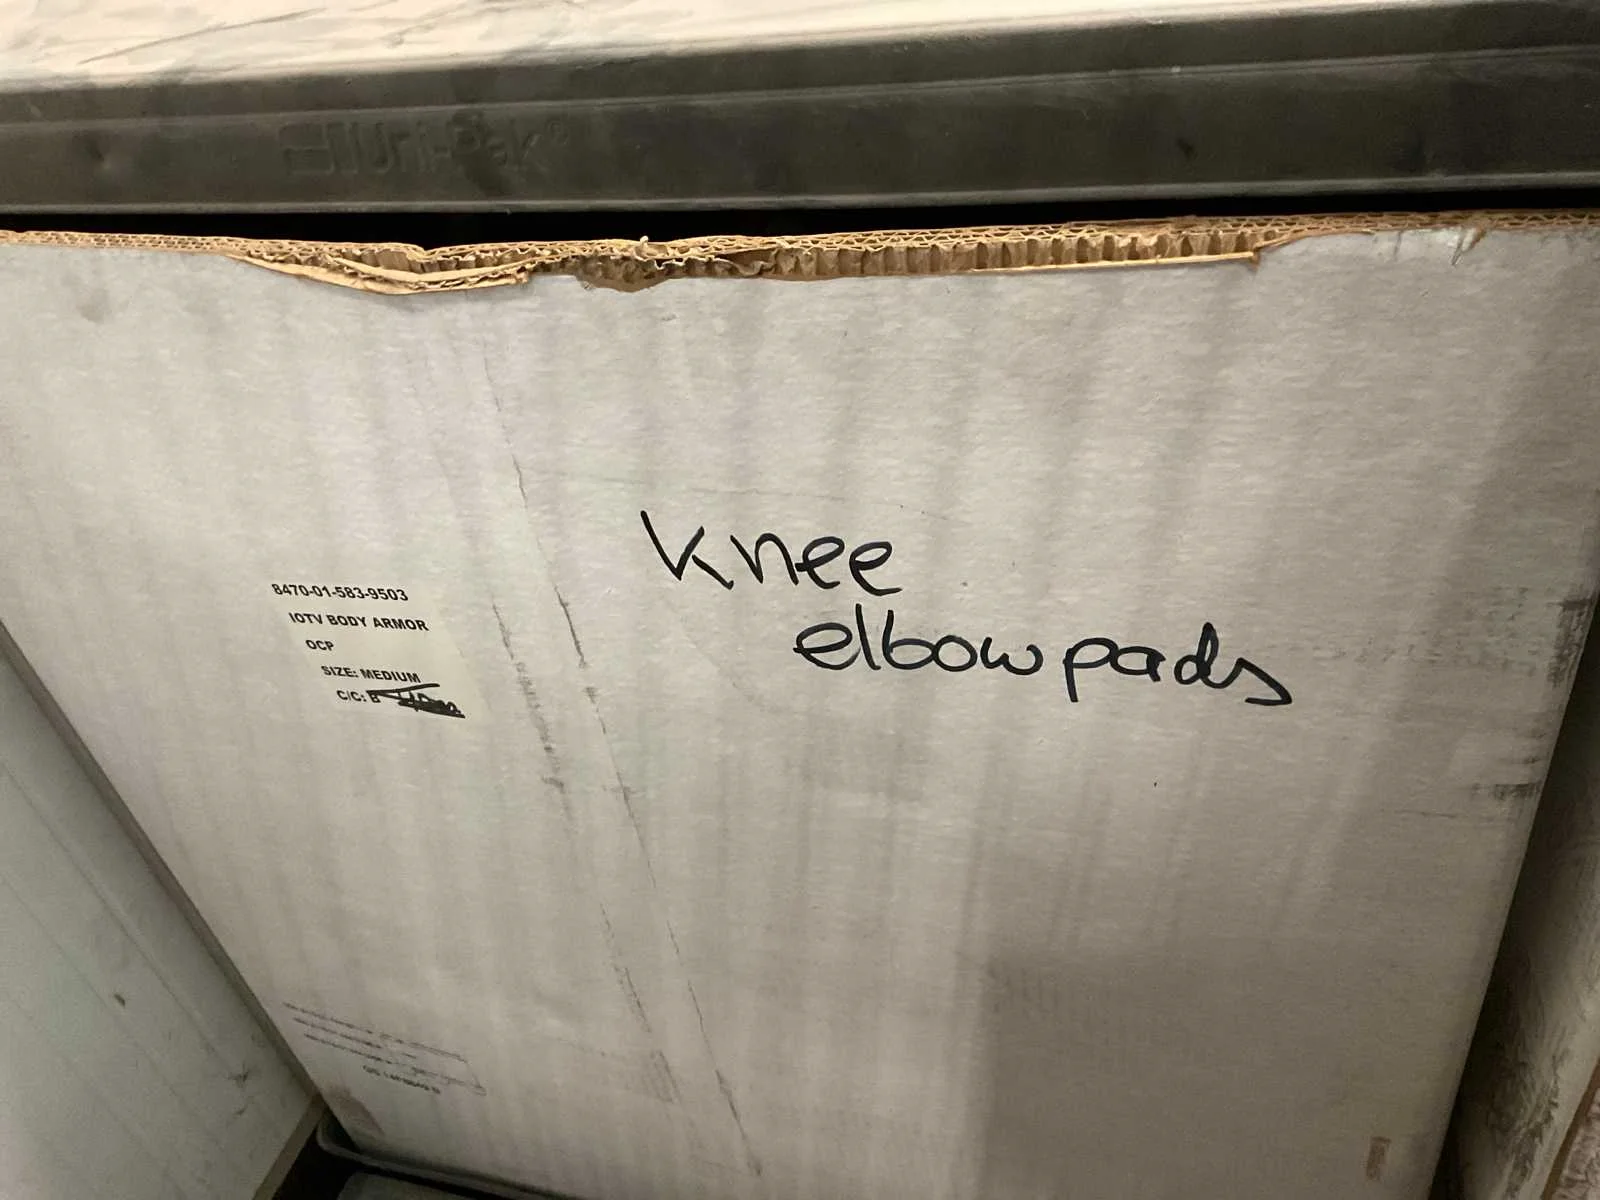 Uni-Pak®
knee
elbow pads
8470-01-583-9503
IOTV BODY ARMOR
OCP
SIZE: MEDIUM
C/C: B